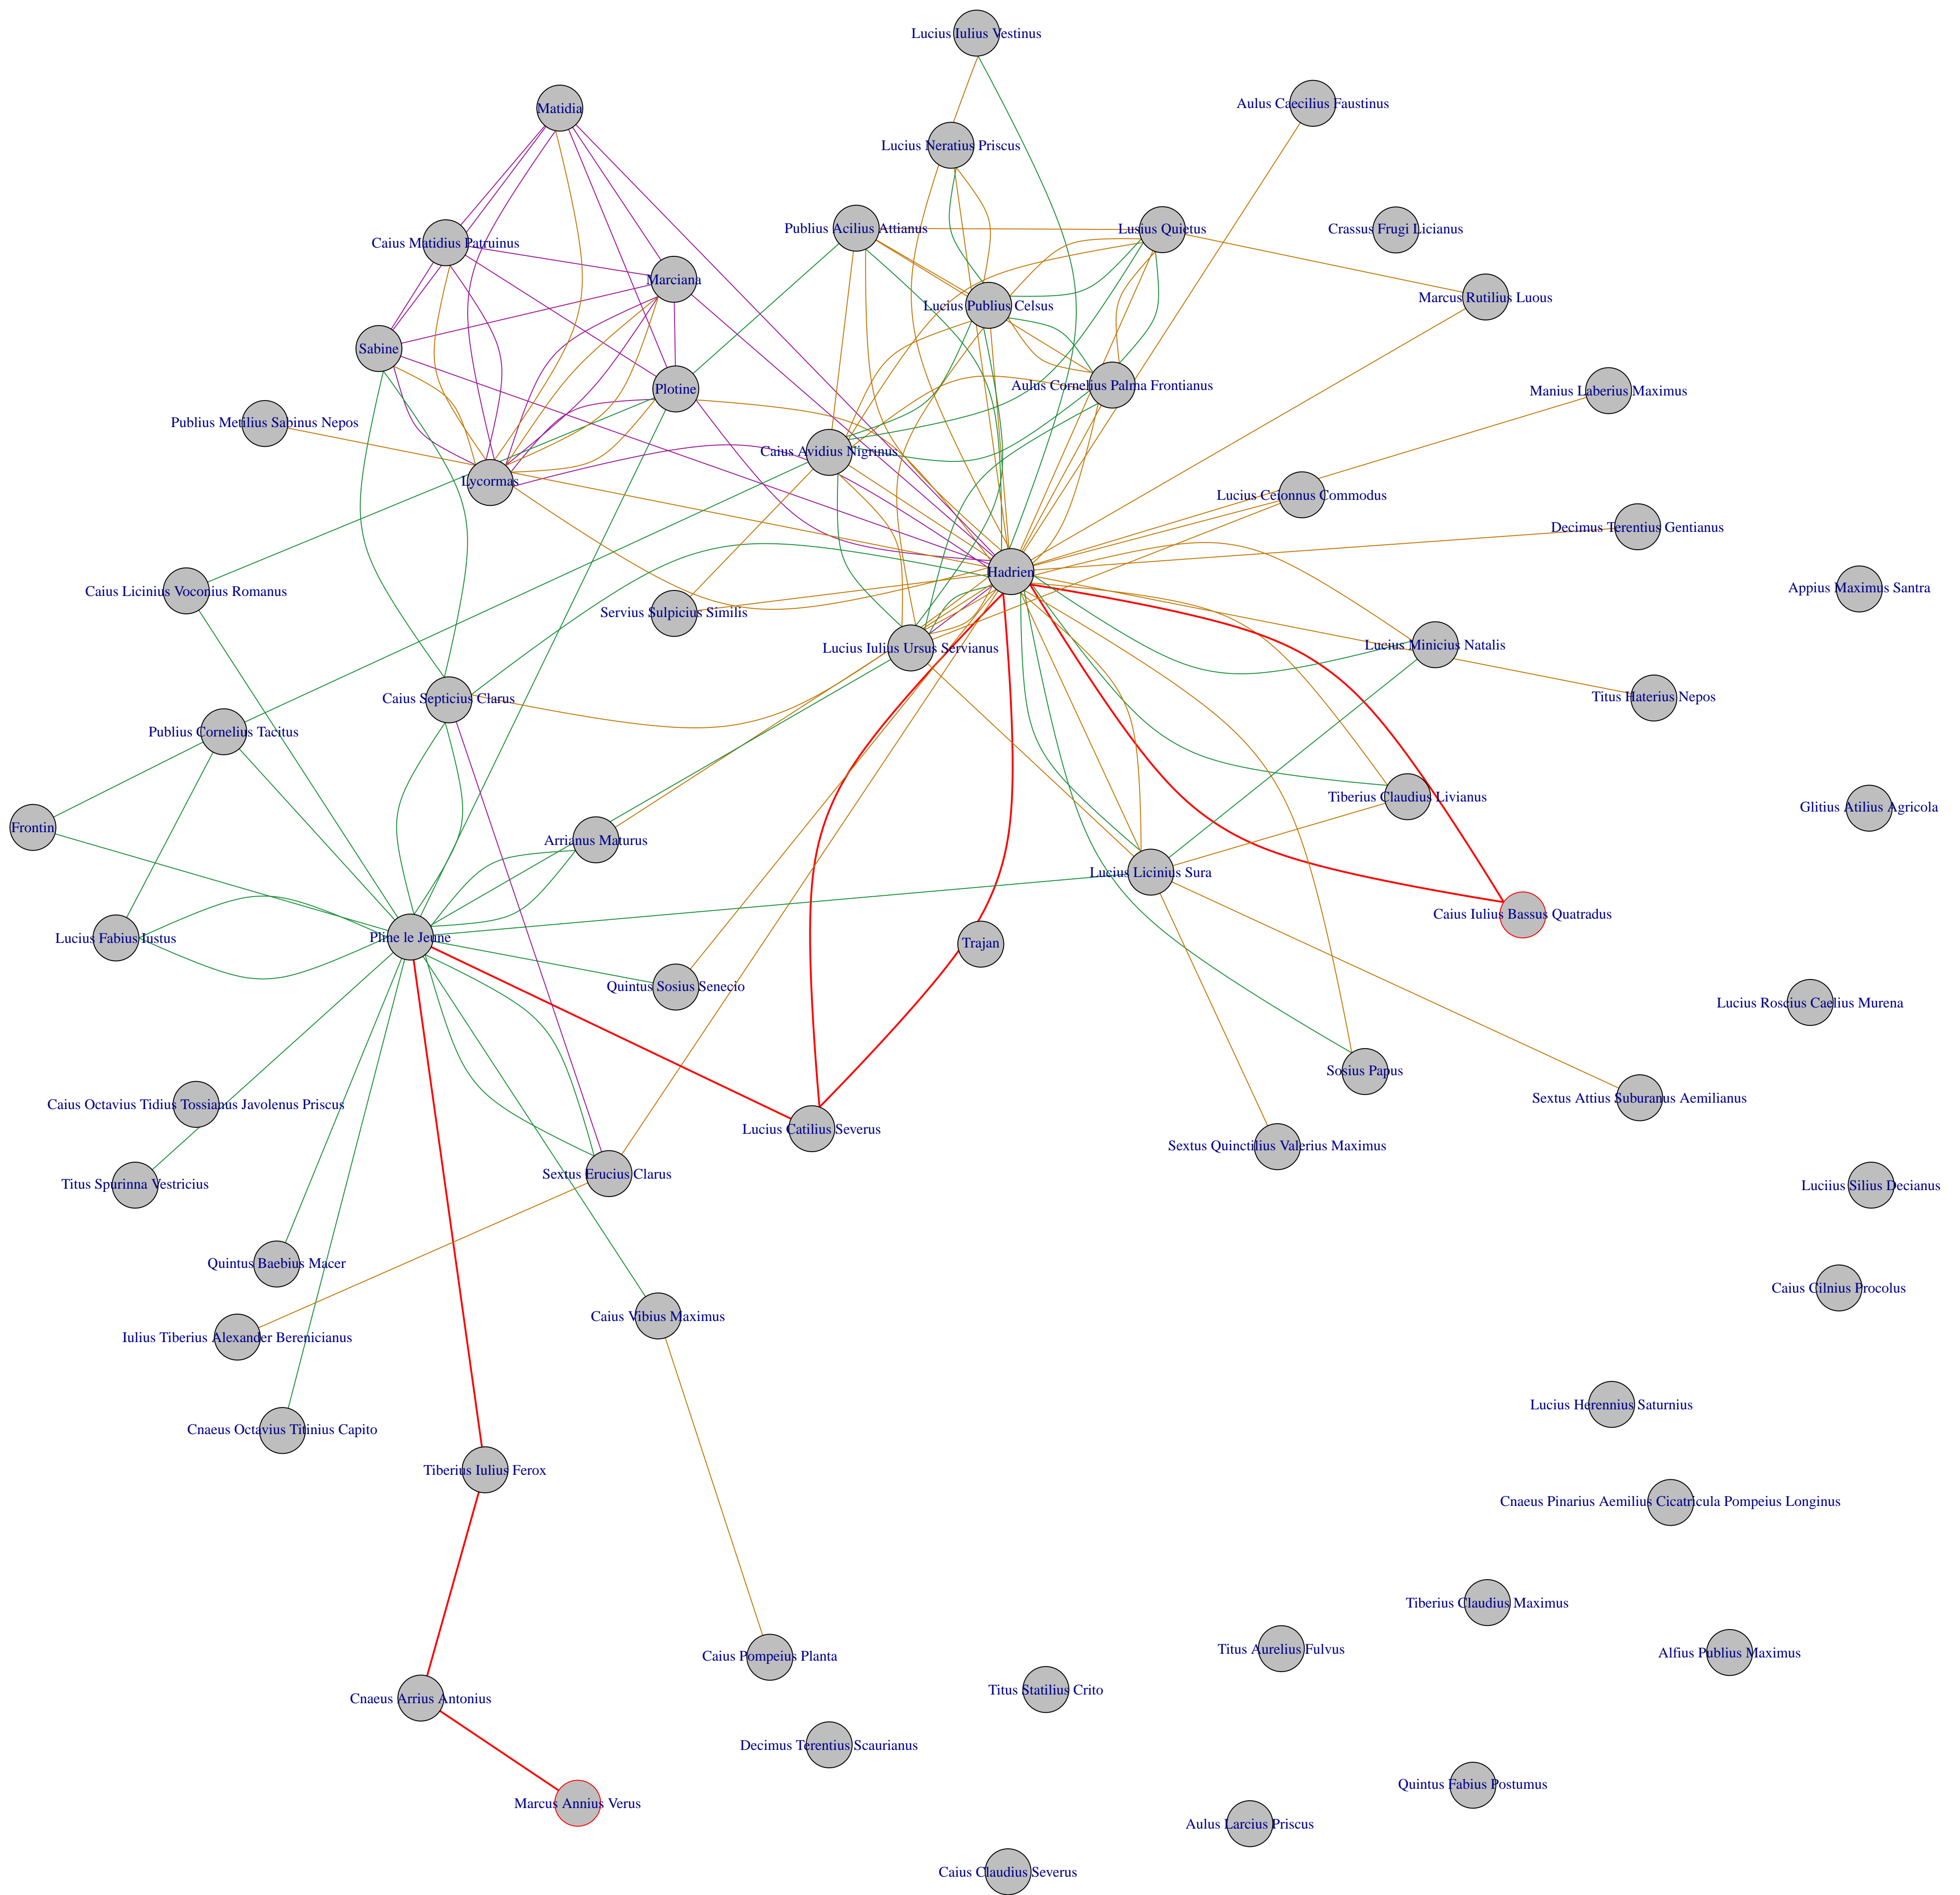 Lucius Iulius Vestinus
Matidia
Aulus Caecilius Faustinus
Lucius Neratius Priscus
Publius Acilius Attianus
Lusius Quietus
Crassus Frugi Licianus
Caius Matidius Patruinus
Marciana
Marcus Rutilius Luous
Lucius Publius Celsus
Sabine
Plotine
Aulus Cornelius Palma Frontianus
Manius Laberius Maximus
Publius Metilius Sabinus Nepos
Caius Avidius Nigrinus
Lycormas
Lucius Ceionnus Commodus
Decimus Terentius Gentianus
Hadrien
Caius Licinius Voconius Romanus
Appius Maximus Santra
Servius Sulpicius Similis
Lucius Iulius Ursus Servianus
Lucius Minicius Natalis
Caius Septicius Clarus
Titus Haterius Nepos
Publius Cornelius Tacitus
Tiberius Claudius Livianus
Glitius Atilius Agricola
Frontin
Arrianus Maturus
Lucius Licinius Sura
Caius Iulius Bassus Quatradus
Lucius Fabius Iustus
Pline le Jeune
Trajan
Quintus Sosius Senecio
Lucius Roscius Caelius Murena
Sosius Papus
Caius Octavius Tidius Tossianus Javolenus Priscus
Sextus Attius Suburanus Aemilianus
Lucius Catilius Severus
Sextus Quinctilius Valerius Maximus
Sextus Erucius Clarus
Titus Spurinna Vestricius
Luciius Silius Decianus
Quintus Baebius Macer
Caius Cilnius Procolus
Caius Vibius Maximus
Iulius Tiberius Alexander Berenicianus
Lucius Herennius Saturnius
Cnaeus Octavius Titinius Capito
Tiberius Iulius Ferox
Cnaeus Pinarius Aemilius Cicatricula Pompeius Longinus
Tiberius Claudius Maximus
Titus Aurelius Fulvus
Alfius Publius Maximus
Caius Pompeius Planta
Titus Statilius Crito
Cnaeus Arrius Antonius
Decimus Terentius Scaurianus
Quintus Fabius Postumus
Marcus Annius Verus
Aulus Larcius Priscus
Caius Claudius Severus